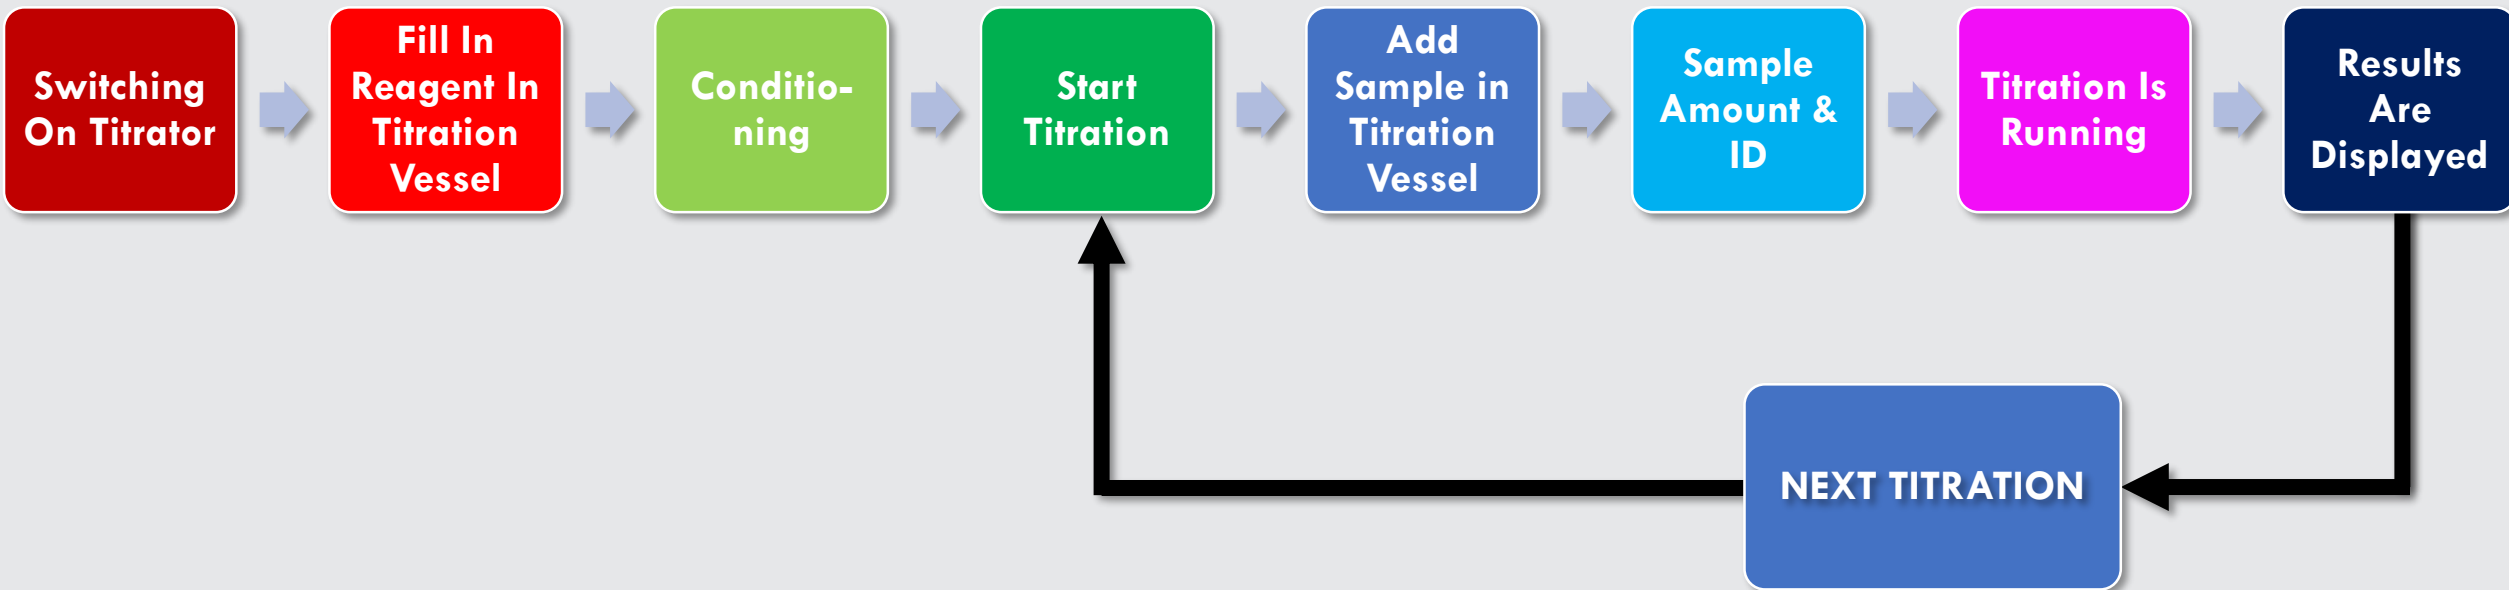 Switching
On Titrator
Fill In
Reagent In
Titration
Vessel
Conditio-
ning
Start
Titration
Add
Sample in
Titration
Vessel
Sample
Amount &
ID
Titration Is
Running
Results
Are
Displayed
NEXT TITRATION